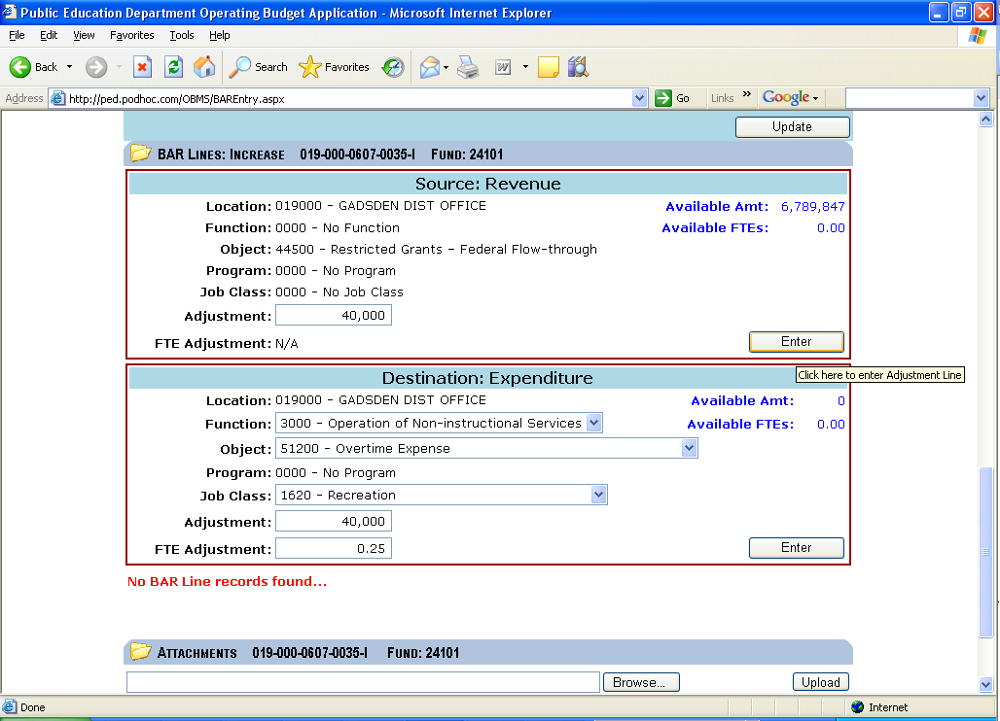 Public Education Department Operating Budget Application - Microsoft Internet Explorer
File Edit View Favorites Tools Help
Back Search Favorites
Address http://ped.podhoc.com/OBMS/BAREntry.aspx Go Links » Google
Update
BAR LINES: INCREASE 019-000-0607-0035-I FUND: 24101
Source: Revenue
Location: 019000 - GADSDEN DIST OFFICE Available Amt: 6,789,847
Function: 0000 - No Function Available FTEs: 0.00
Object: 44500 - Restricted Grants - Federal Flow-through
Program: 0000 - No Program
Job Class: 0000 - No Job Class
Adjustment: 40,000
FTE Adjustment: N/A Enter
Click here to enter Adjustment Line
Destination: Expenditure
Location: 019000 - GADSDEN DIST OFFICE Available Amt: 0
Function: 3000 - Operation of Non-instructional Services Available FTEs: 0.00
Object: 51200 - Overtime Expense
Program: 0000 - No Program
Job Class: 1620 - Recreation
Adjustment: 40,000
FTE Adjustment: 0.25 Enter
No BAR Line records found...
ATTACHMENTS 019-000-0607-0035-I FUND: 24101
Browse... Upload
Done Internet